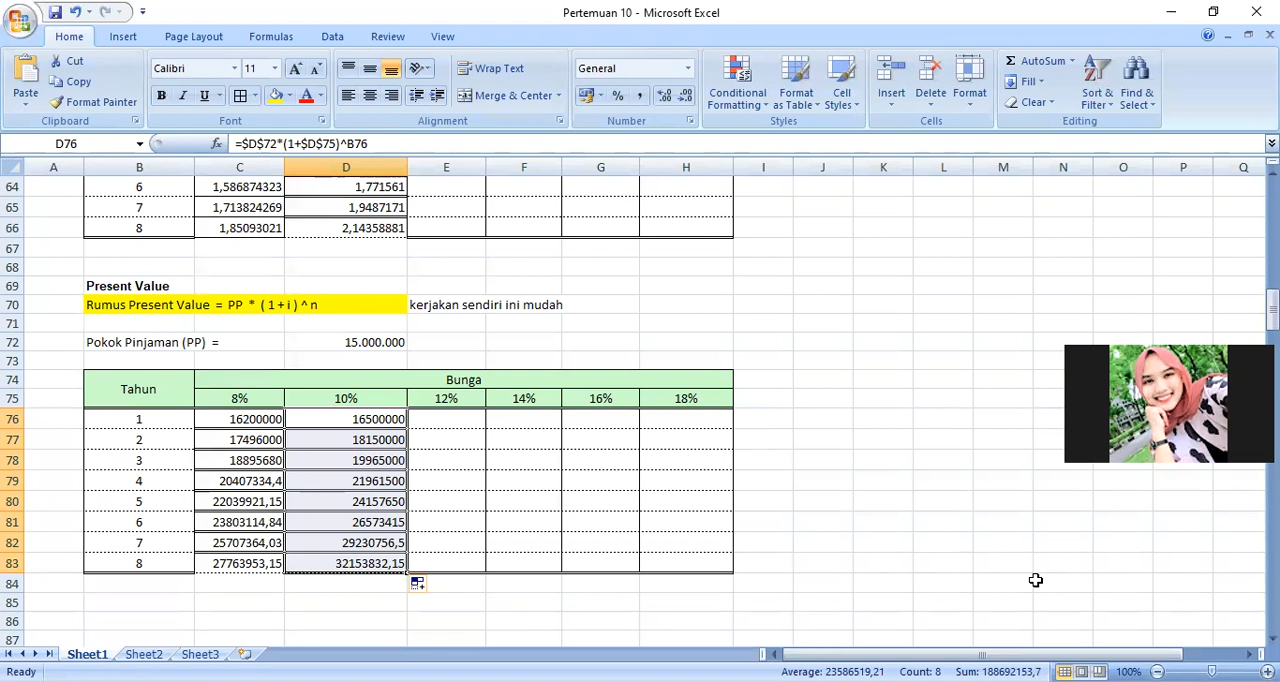 Pertemuan 10 - Microsoft Excel
Home Insert Page Layout Formulas Data Review View
Paste Cut Copy Format Painter
Calibri 11
B I U
Wrap Text
Merge & Center
General
% ,
Conditional Formatting
Format as Table
Cell Styles
Insert Delete Format
Σ AutoSum
Fill
Clear
Sort & Filter
Find & Select
Clipboard Font Alignment Number Styles Cells Editing
D76 fx =$D$72*(1+$D$75)^B76
A B C D E F G H I J K L M N O P Q
64 6 1,586874323 1,771561
65 7 1,713824269 1,9487171
66 8 1,85093021 2,14358881
67
68
69 Present Value
70 Rumus Present Value = PP * ( 1 + i ) ^ n kerjakan sendiri ini mudah
71
72 Pokok Pinjaman (PP) = 15.000.000
73
74 Tahun Bunga
75 8% 10% 12% 14% 16% 18%
76 1 16200000 16500000
77 2 17496000 18150000
78 3 18895680 19965000
79 4 20407334,4 21961500
80 5 22039921,15 24157650
81 6 23803114,84 26573415
82 7 25707364,03 29230756,5
83 8 27763953,15 32153832,15
84
85
86
87
Sheet1 Sheet2 Sheet3
Ready Average: 23586519,21 Count: 8 Sum: 188692153,7 100%